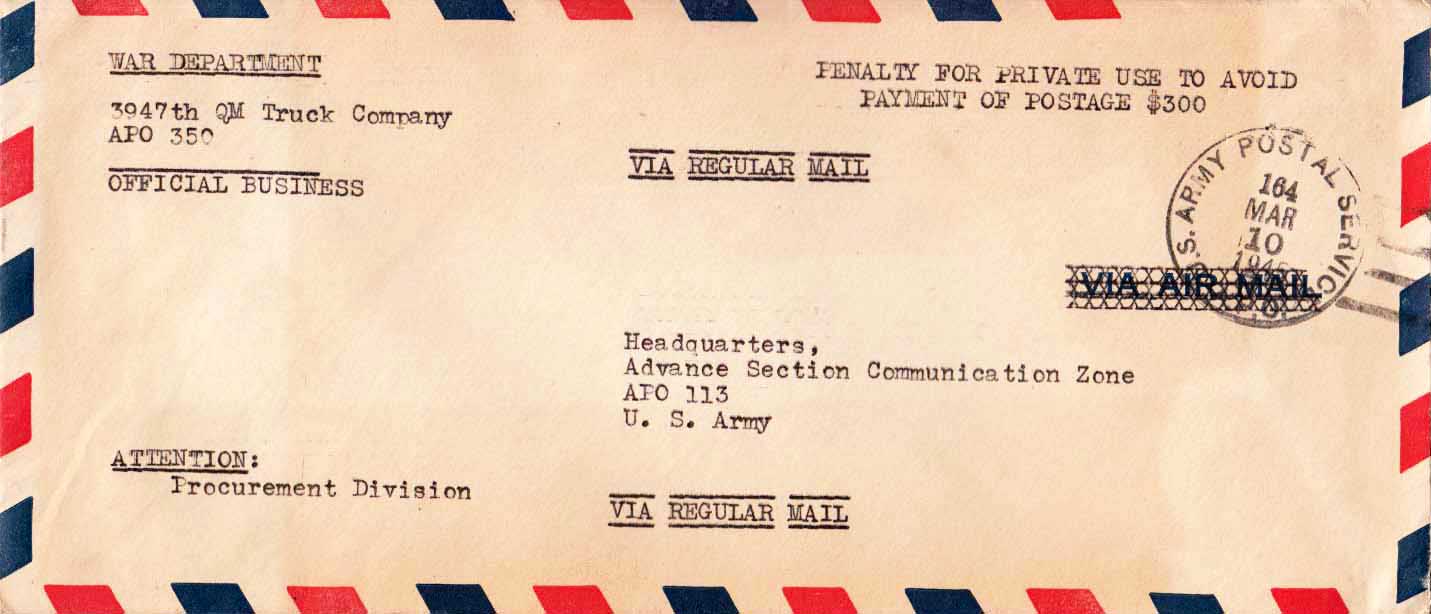 WAR DEPARTMENT
3947th QM Truck Company
APO 350
OFFICIAL BUSINESS
PENALTY FOR PRIVATE USE TO AVOID
PAYMENT OF POSTAGE $300
VIA REGULAR MAIL
U.S. ARMY POSTAL SERVICE
164
MAR
10
VIA AIR MAIL
Headquarters,
Advance Section Communication Zone
APO 113
U. S. Army
ATTENTION:
Procurement Division
VIA REGULAR MAIL